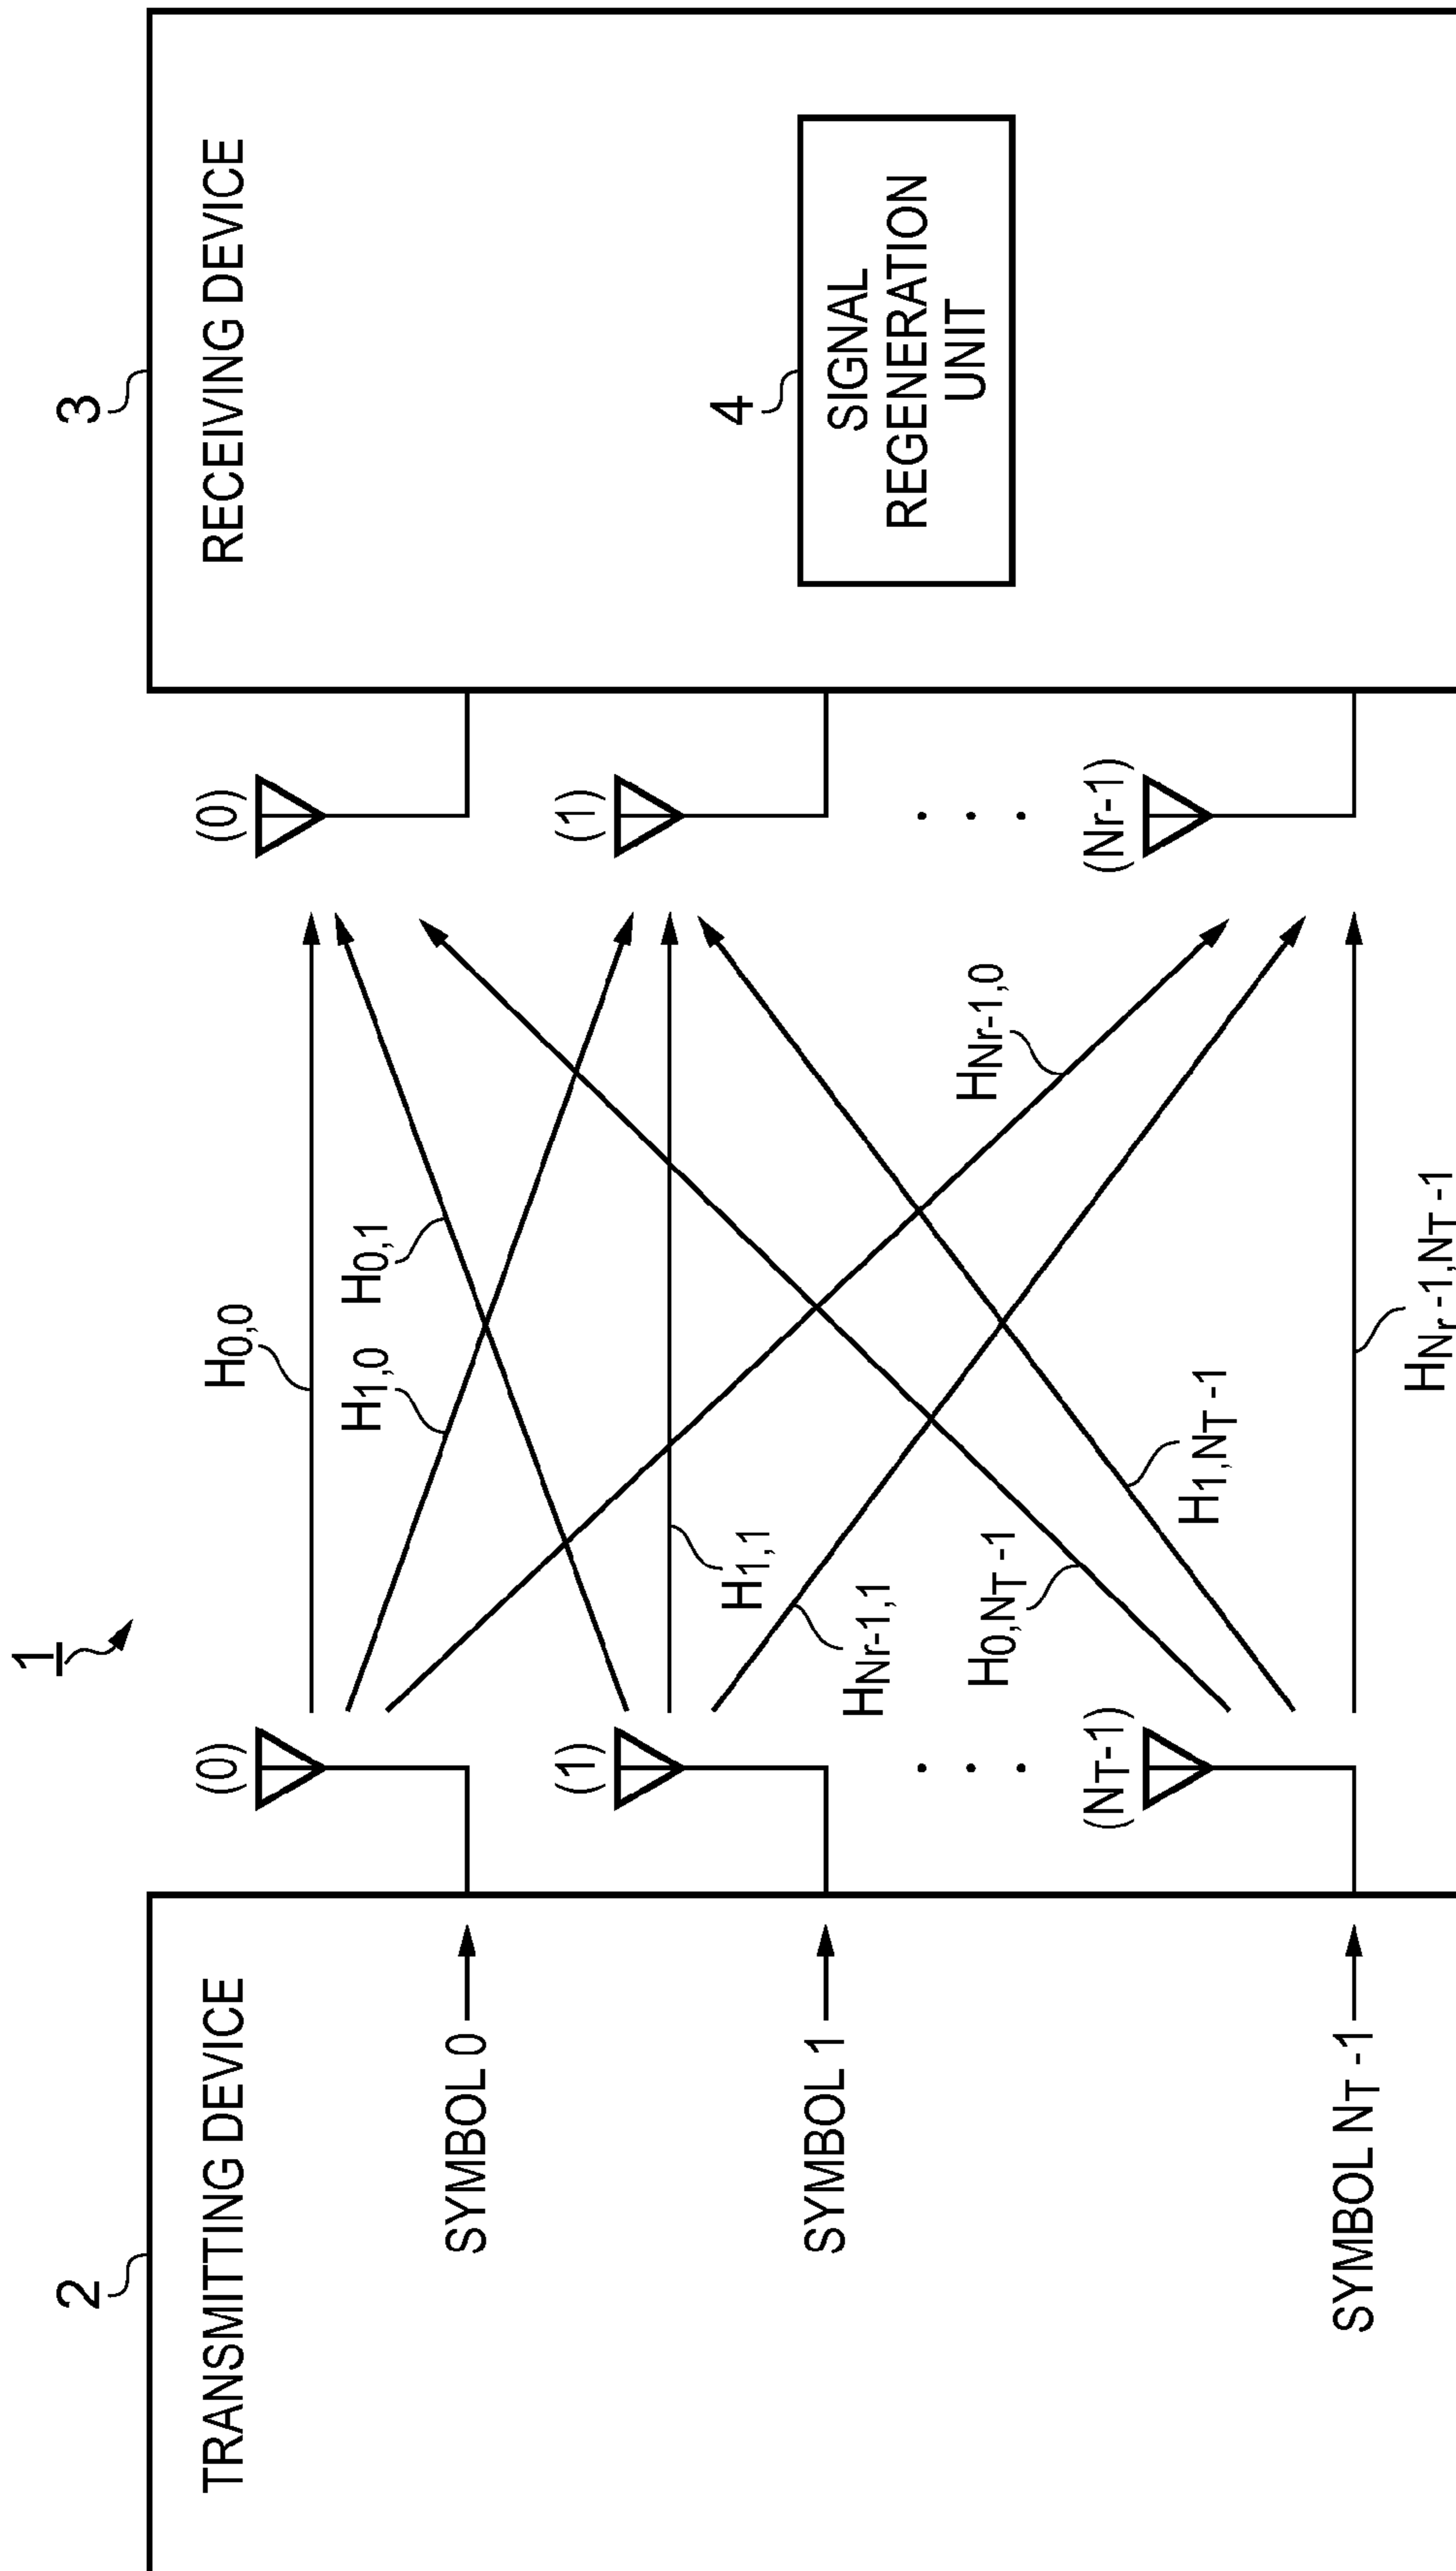 1
2
TRANSMITTING DEVICE
SYMBOL 0
SYMBOL 1
SYMBOL NT -1
(0)
(1)
(NT-1)
H0,0
H1,0
H0,1
H1,1
HNr-1,1
H0,NT -1
H1,NT -1
HNr-1,0
HNr -1,NT -1
(0)
(1)
(Nr-1)
3
RECEIVING DEVICE
4
SIGNAL
REGENERATION
UNIT